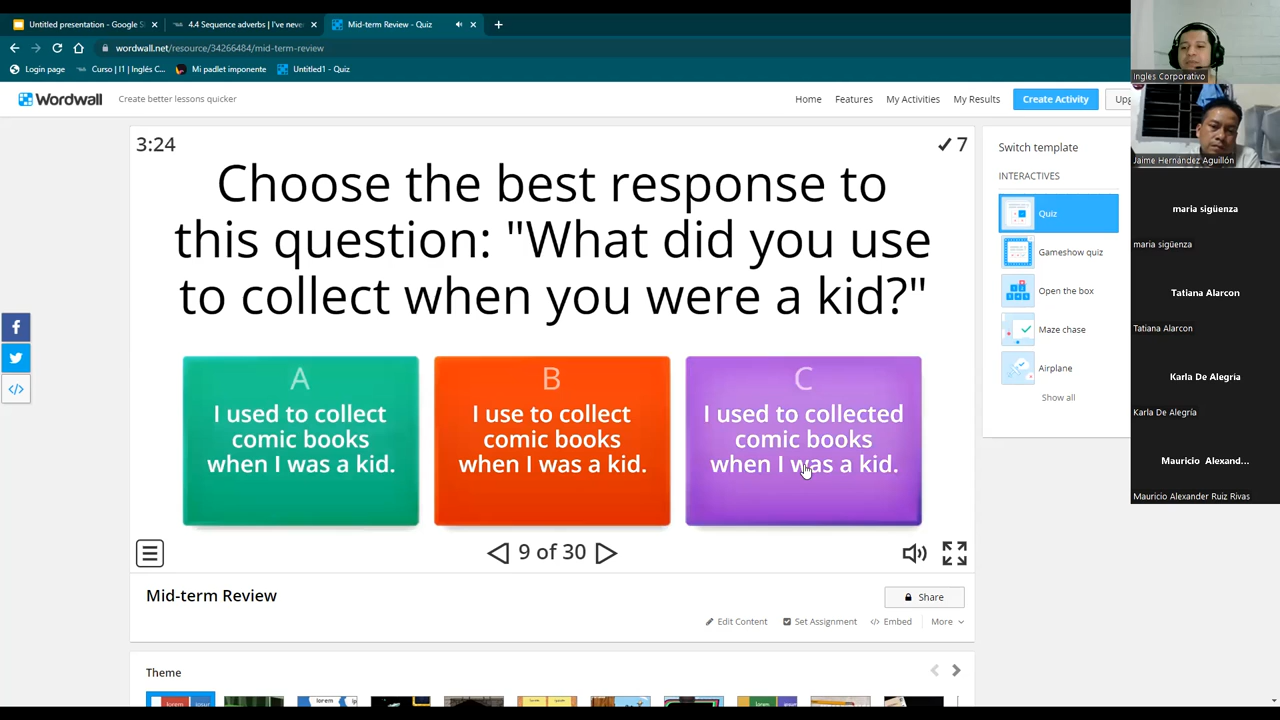 Untitled presentation - Google S
4.4 Sequence adverbs | I've neve
Mid-term Review - Quiz
wordwall.net/resource/34266484/mid-term-review
Login page
Curso | I1 | Inglés C...
Mi padlet imponente
Untitled1 - Quiz
Wordwall
Create better lessons quicker
Home
Features
My Activities
My Results
Create Activity
Upg
3:24
7
Choose the best response to
this question: "What did you use
to collect when you were a kid?"
A
I used to collect
comic books
when I was a kid.
B
I use to collect
comic books
when I was a kid.
C
I used to collected
comic books
when I was a kid.
9 of 30
Mid-term Review
Share
Edit Content
Set Assignment
Embed
More
Theme
Switch template
INTERACTIVES
Quiz
Gameshow quiz
Open the box
Maze chase
Airplane
Show all
Ingles Corporativo
Jaime Hernández Aguillón
maria sigüenza
maria sigüenza
Tatiana Alarcon
Tatiana Alarcon
Karla De Alegría
Karla De Alegría
Mauricio Alexand...
Mauricio Alexander Ruiz Rivas